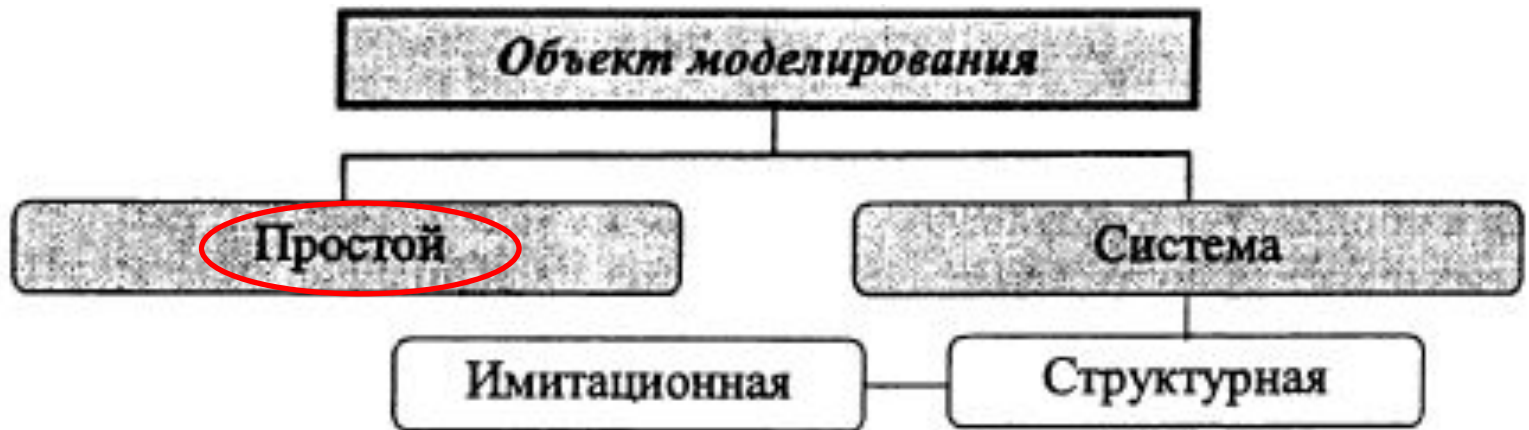 Объект моделирования
Простой
Система
Имитационная
Структурная